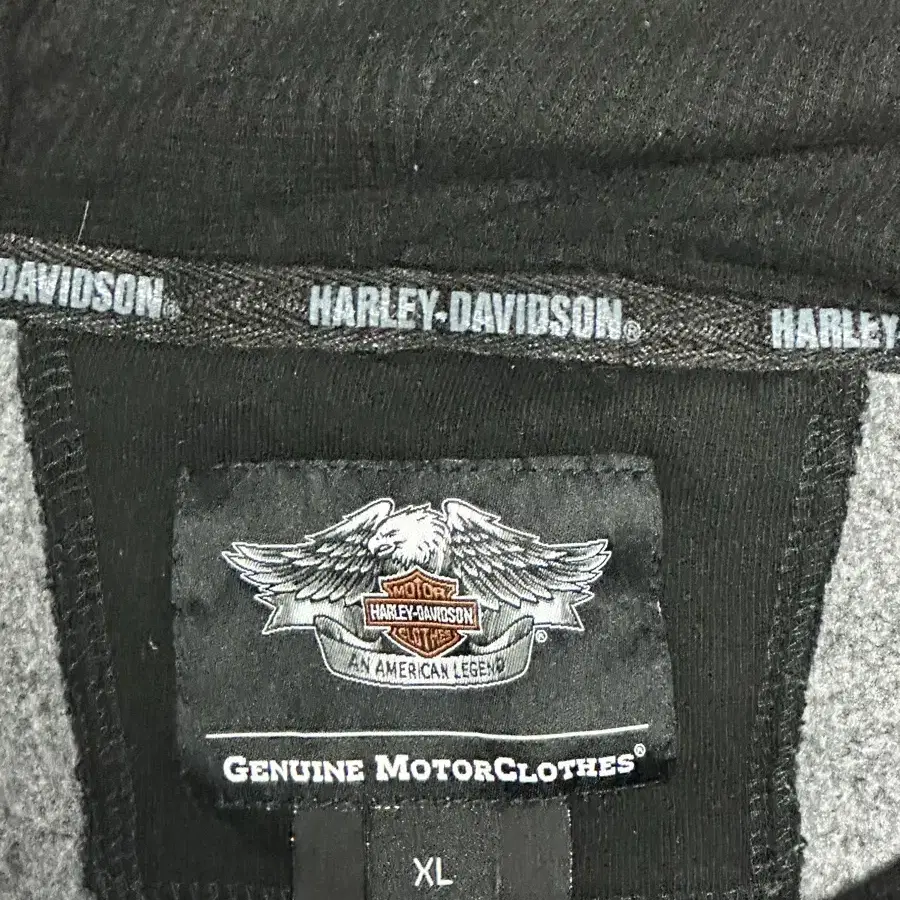 DAVIDSON® HARLEY-DAVIDSON® HARLEY-
MOTOR
HARLEY-DAVIDSON
CLOTHES
®
AN AMERICAN LEGEND
GENUINE MOTORCLOTHES®
XL